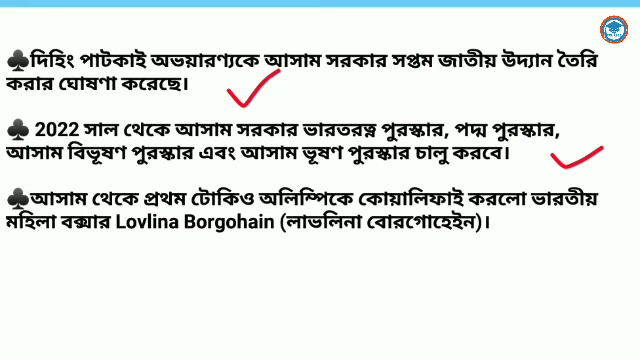 ♣দিহিং পাটকাই অভয়ারণ্যকে আসাম সরকার সপ্তম জাতীয় উদ্যান তৈরি
করার ঘোষণা করেছে।
♣ 2022 সাল থেকে আসাম সরকার ভারতরত্ন পুরস্কার, পদ্ম পুরস্কার,
আসাম বিভূষণ পুরস্কার এবং আসাম ভূষণ পুরস্কার চালু করবে।
♣আসাম থেকে প্রথম টোকিও অলিম্পিকে কোয়ালিফাই করলো ভারতীয়
মহিলা বক্সার Lovlina Borgohain (লাভলিনা বোরগোহেইন)।